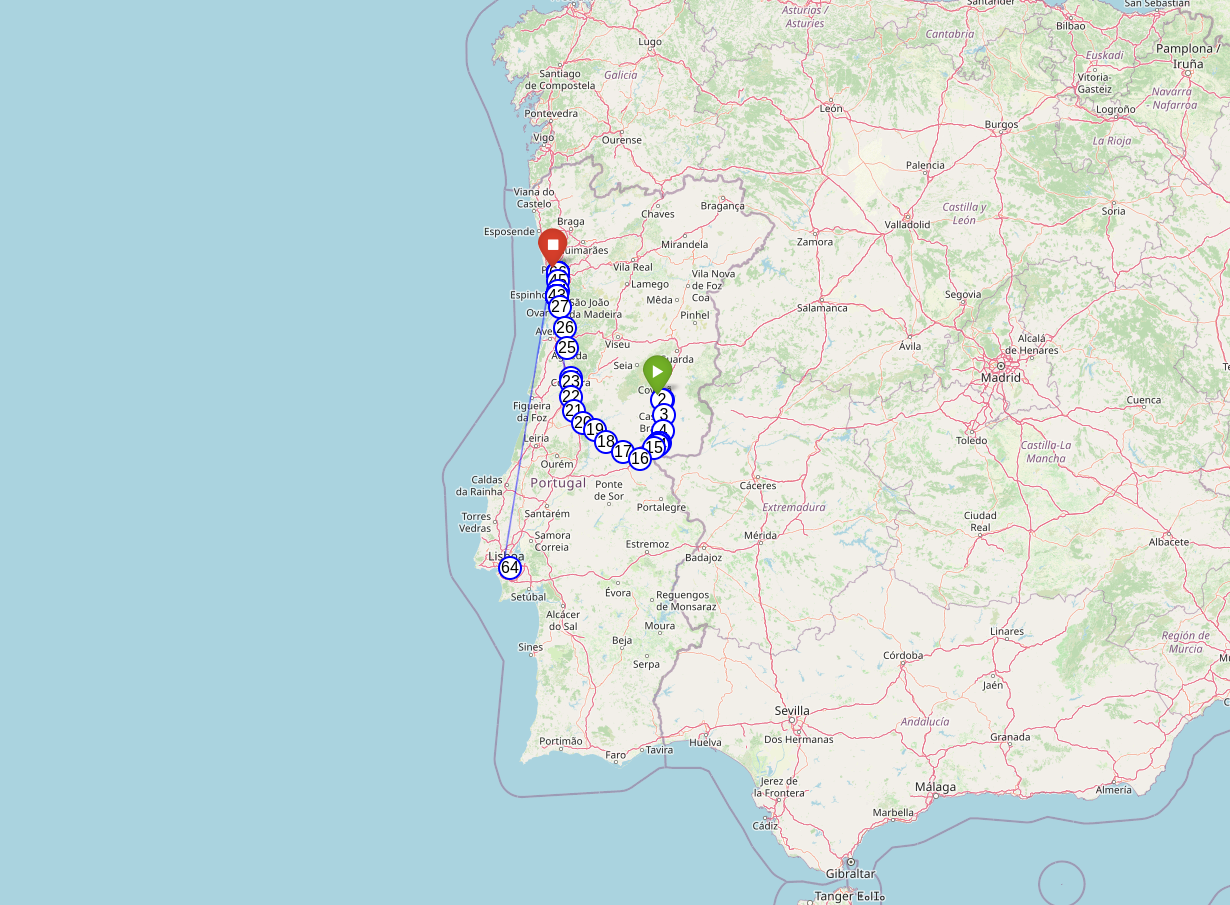 Santander
San Sebastián
Asturias /
Asturies
Bilbao
Cantabria
Lugo
Pamplona /
Iruña
Euskadi
Santiago
de Compostela
Galicia
Vitoria-
Gasteiz
Navarra
- Nafarroa
León
Logroño
Pontevedra
Burgos
Vigo
Ourense
La Rioja
Palencia
Viana do
Castelo
Bragança
Chaves
Castilla y
León
Soria
Braga
Valladolid
Esposende
Zamora
Mirandela
Vila Real
Vila Nova
de Foz
Coa
Lamego
Segovia
45
43
Mêda
São João
da Madeira
27
Salamanca
Pinhel
26
Alcalá
de Henares
Viseu
25
Ávila
Seia
Madrid
23
22
2
Cuenca
Figueira
da Foz
21
3
20
19
4
Toledo
Leiria
18
15
Castilla-La
Mancha
17
16
Ourém
Caldas
da Rainha
Portugal
Ponte
de Sor
Cáceres
Portalegre
Extremadura
Torres
Vedras
Santarém
Ciudad
Real
Samora
Correia
Mérida
Estremoz
Albacete
Lisboa
Badajoz
64
Setúbal
Évora
Reguengos
de Monsaraz
Alcácer
do Sal
Moura
Linares
Región de
Murcia
Beja
Sines
Córdoba
Serpa
Jaén
Sevilla
Andalucía
Portimão
Faro
Tavira
Huelva
Dos Hermanas
Granada
Jerez de
la Frontera
Málaga
Almería
Marbella
Cádiz
Gibraltar
Tanger ⵟⴰⵏⵊⴰ